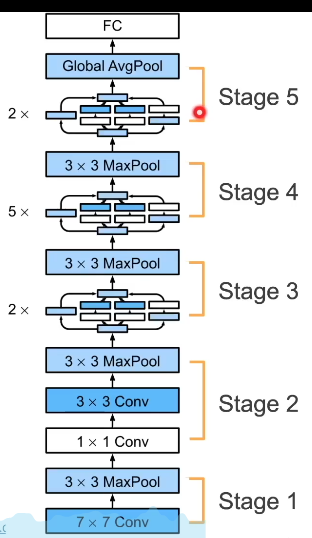 FC
Global AvgPool
2 ×
Stage 5
3 × 3 MaxPool
5 ×
Stage 4
3 × 3 MaxPool
2 ×
Stage 3
3 × 3 MaxPool
3 × 3 Conv
1 × 1 Conv
Stage 2
3 × 3 MaxPool
7 × 7 Conv
Stage 1